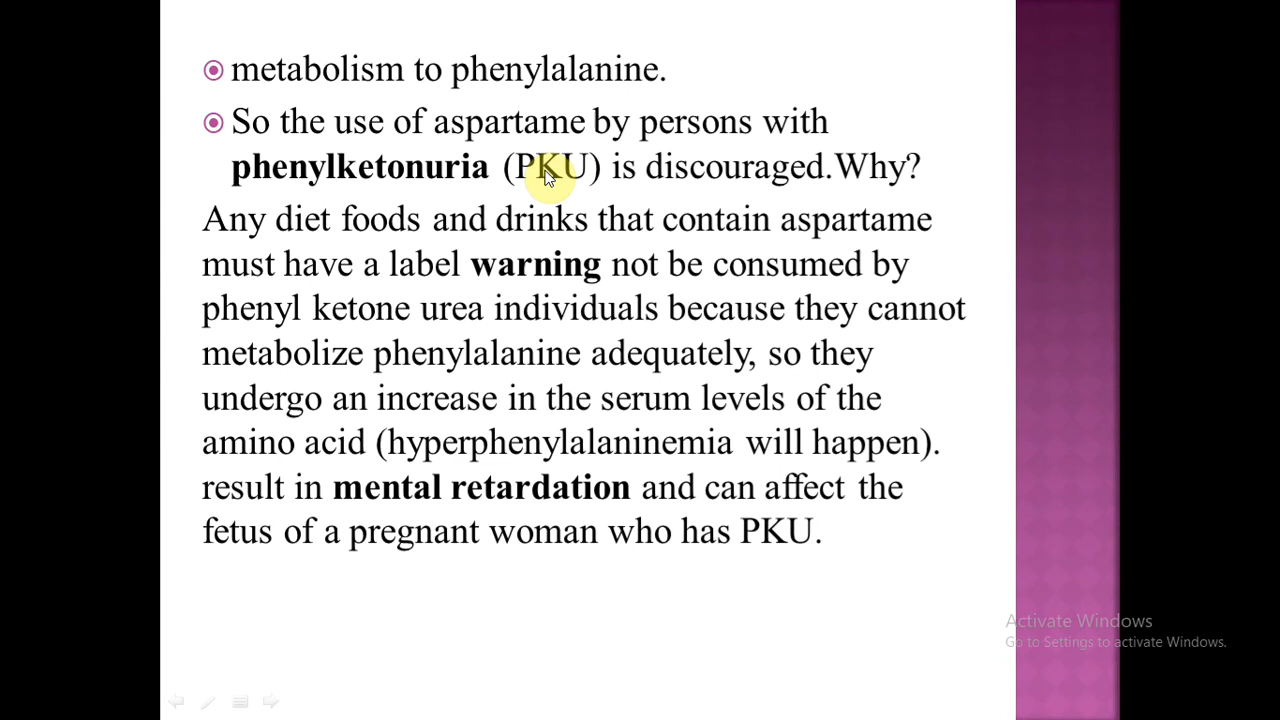 metabolism to phenylalanine.
So the use of aspartame by persons with
phenylketonuria (PKU) is discouraged.Why?
Any diet foods and drinks that contain aspartame
must have a label warning not be consumed by
phenyl ketone urea individuals because they cannot
metabolize phenylalanine adequately, so they
undergo an increase in the serum levels of the
amino acid (hyperphenylalaninemia will happen).
result in mental retardation and can affect the
fetus of a pregnant woman who has PKU.
Activate Windows
Go to Settings to activate Windows.